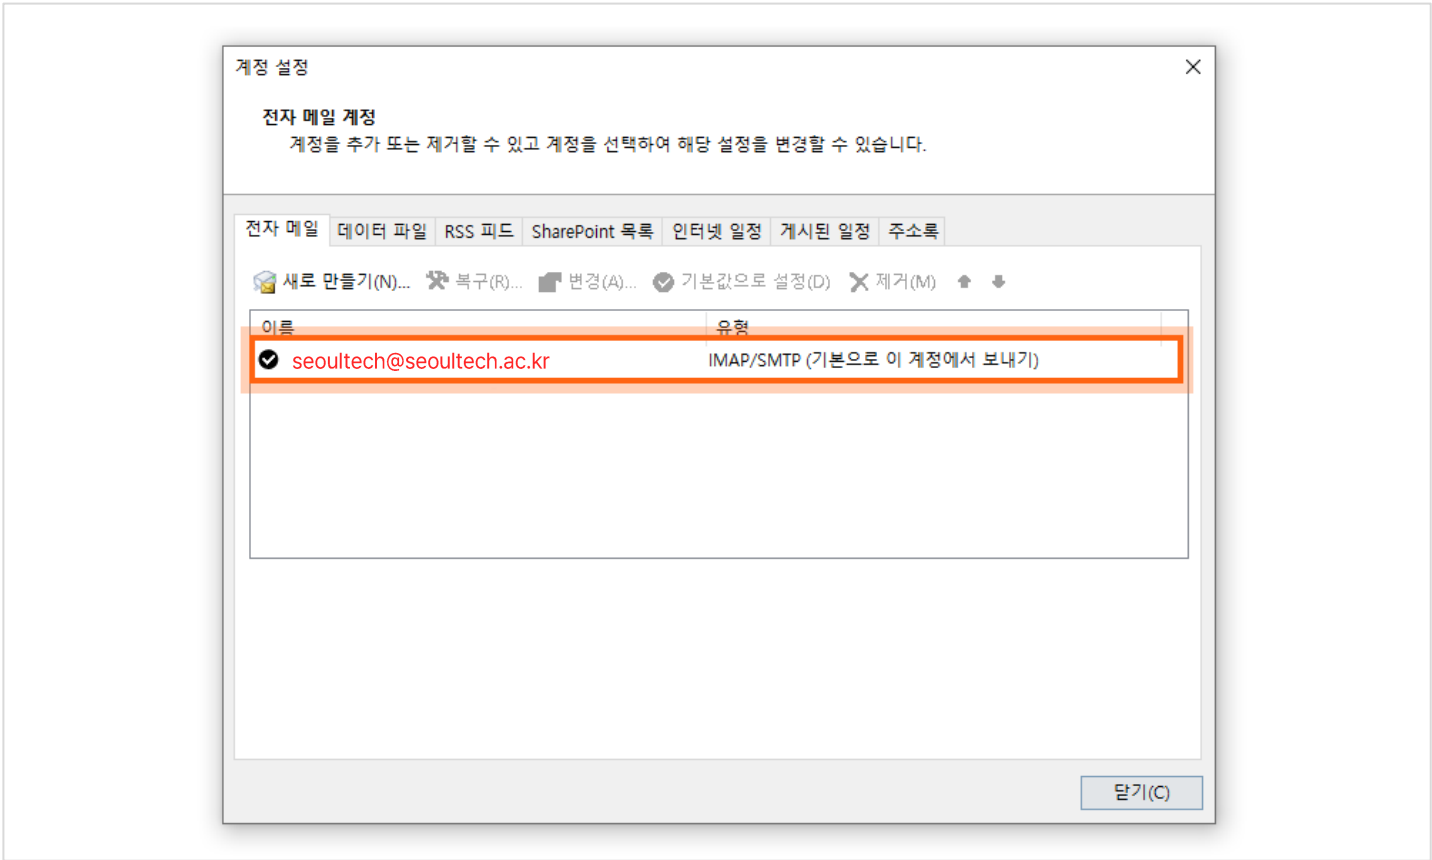 계정 설정
전자 메일 계정
계정을 추가 또는 제거할 수 있고 계정을 선택하여 해당 설정을 변경할 수 있습니다.
전자 메일 데이터 파일 RSS 피드 SharePoint 목록 인터넷 일정 게시된 일정 주소록
새로 만들기(N)... 복구(R)... 변경(A)... 기본값으로 설정(D) 제거(M)
이름 유형
seoultech@seoultech.ac.kr IMAP/SMTP (기본으로 이 계정에서 보내기)
닫기(C)